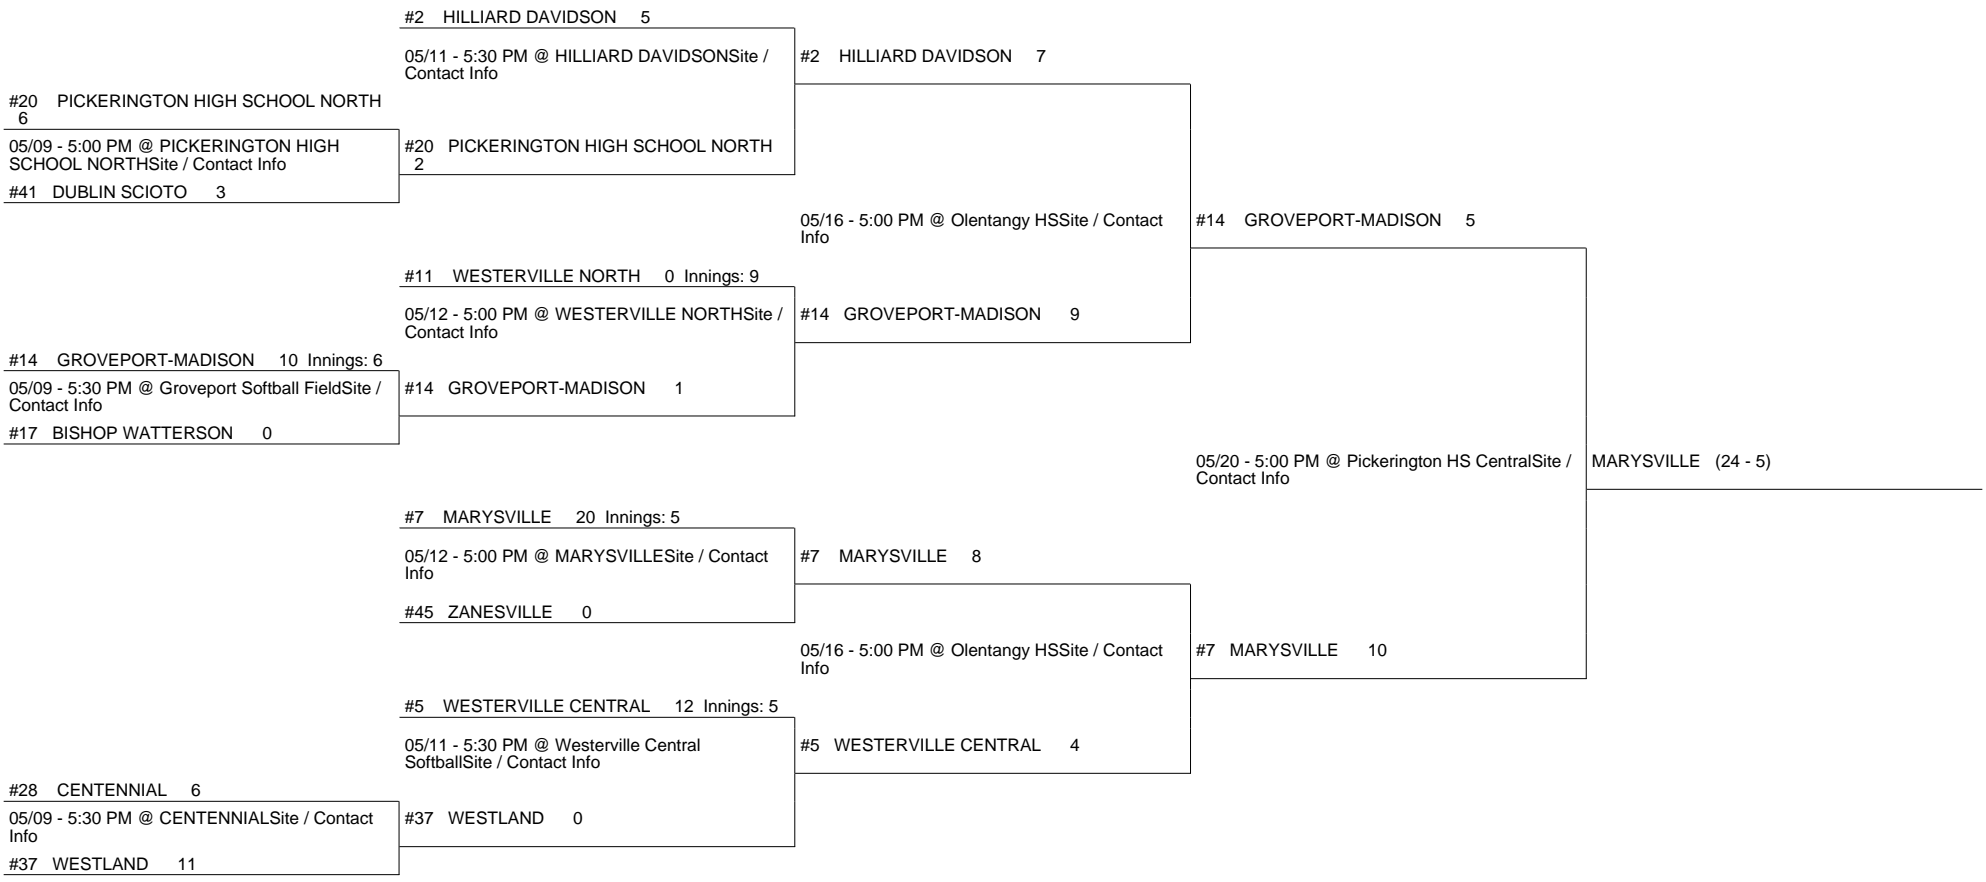 #2 HILLIARD DAVIDSON 5
05/11 - 5:30 PM @ HILLIARD DAVIDSONSite /
Contact Info
#2 HILLIARD DAVIDSON 7
#20 PICKERINGTON HIGH SCHOOL NORTH
6
05/09 - 5:00 PM @ PICKERINGTON HIGH
SCHOOL NORTHSite / Contact Info
#20 PICKERINGTON HIGH SCHOOL NORTH
2
#41 DUBLIN SCIOTO 3
05/16 - 5:00 PM @ Olentangy HSSite / Contact
Info
#14 GROVEPORT-MADISON 5
#11 WESTERVILLE NORTH 0 Innings: 9
05/12 - 5:00 PM @ WESTERVILLE NORTHSite /
Contact Info
#14 GROVEPORT-MADISON 9
#14 GROVEPORT-MADISON 10 Innings: 6
05/09 - 5:30 PM @ Groveport Softball FieldSite /
Contact Info
#14 GROVEPORT-MADISON 1
#17 BISHOP WATTERSON 0
05/20 - 5:00 PM @ Pickerington HS CentralSite /
Contact Info
MARYSVILLE (24 - 5)
#7 MARYSVILLE 20 Innings: 5
05/12 - 5:00 PM @ MARYSVILLESite / Contact
Info
#7 MARYSVILLE 8
#45 ZANESVILLE 0
05/16 - 5:00 PM @ Olentangy HSSite / Contact
Info
#7 MARYSVILLE 10
#5 WESTERVILLE CENTRAL 12 Innings: 5
05/11 - 5:30 PM @ Westerville Central
SoftballSite / Contact Info
#5 WESTERVILLE CENTRAL 4
#28 CENTENNIAL 6
05/09 - 5:30 PM @ CENTENNIALSite / Contact
Info
#37 WESTLAND 0
#37 WESTLAND 11